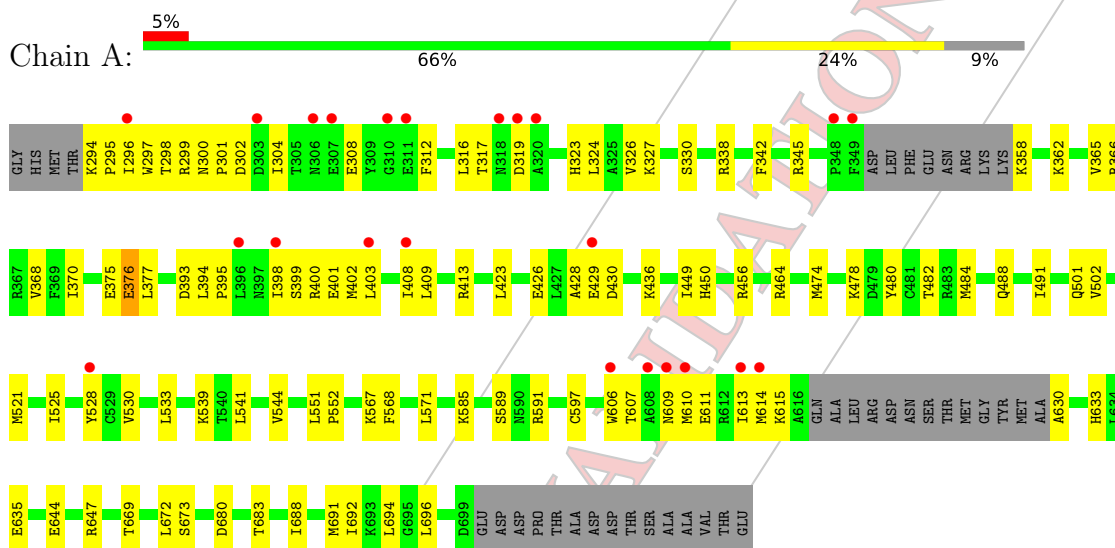 5%
Chain A:
66% 24% 9%
GLY HIS MET THR K294 P295 I296 W297 T298 R299 N300 P301 D302 D303 I304 T305 N306 E307 E308 Y309 G310 E311 F312 L316 T317 N318 D319 A320 H323 L324 A325 V326 K327 S330 R338 F342 R345 P348 F349 ASP LEU PHE GLU ASN ARG LYS LYS K358 K362 V365 R366
R367 V368 F369 I370 E375 E376 L377 D393 L394 P395 L396 N397 I398 S399 R400 E401 M402 L403 I408 L409 R413 L423 E426 L427 A428 E429 D430 K436 I449 H450 R456 R464 M474 K478 D479 Y480 C481 T482 R483 M484 Q488 I491 Q501 V502
M521 I525 Y528 C529 V530 L533 K539 T540 L541 V544 L551 P552 K567 F568 L571 K585 S589 N590 R591 C597 W606 T607 A608 N609 M610 E611 R612 I613 M614 K615 A616 GLN ALA LEU ARG ASP ASN SER THR MET GLY TYR MET ALA A630 H633 I634
E635 E644 R647 T669 L672 S673 D680 T683 I688 M691 I692 K693 L694 G695 L696 D699 GLU ASP ASP PRO THR ALA ASP ASP THR SER ALA ALA VAL THR GLU